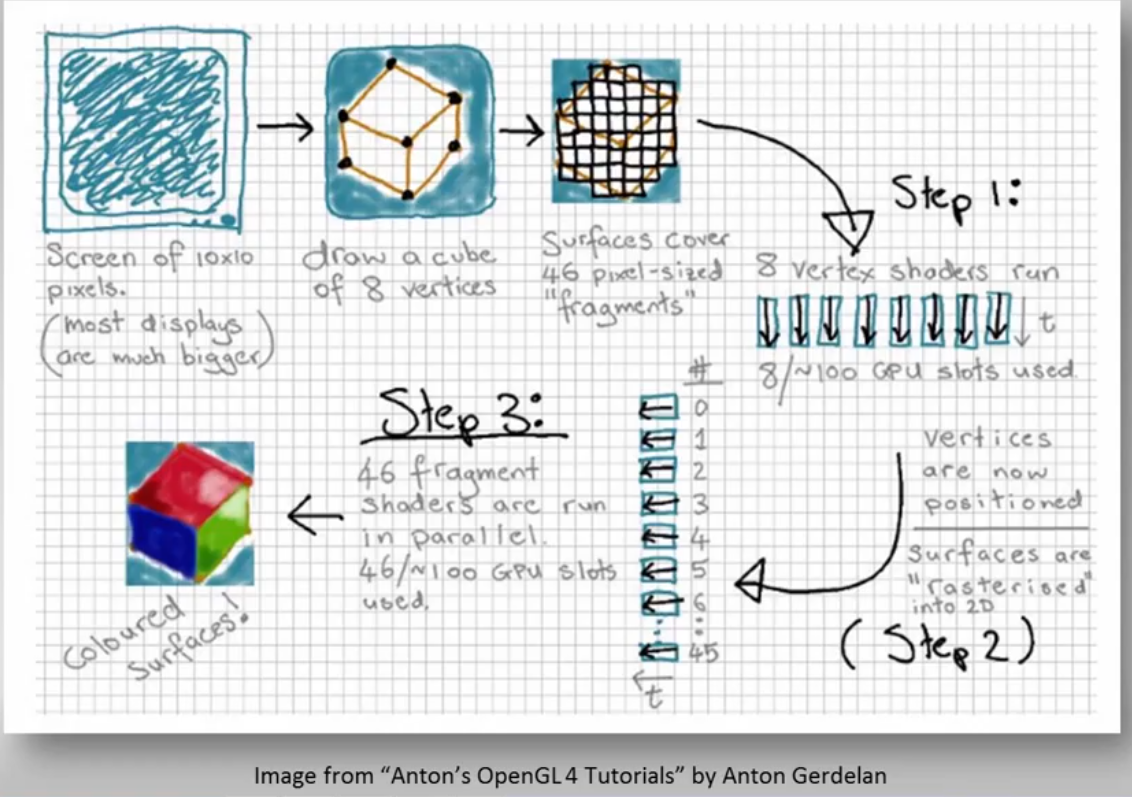 Screen of 10x10
pixels.
(most displays
are much bigger)
draw a cube
of 8 vertices
Surfaces cover
46 pixel-sized
"fragments"
Step 1:
8 vertex shaders run
t
8/~100 GPU slots used.
vertices
are now
positioned
Surfaces are
"rasterised"
into 2D
(Step 2)
#
0
1
2
3
4
5
6
:
45
t
Step 3:
46 fragment
shaders are run
in parallel.
46/~100 GPU slots
used.
Coloured
Surfaces!
Image from “Anton’s OpenGL 4 Tutorials” by Anton Gerdelan